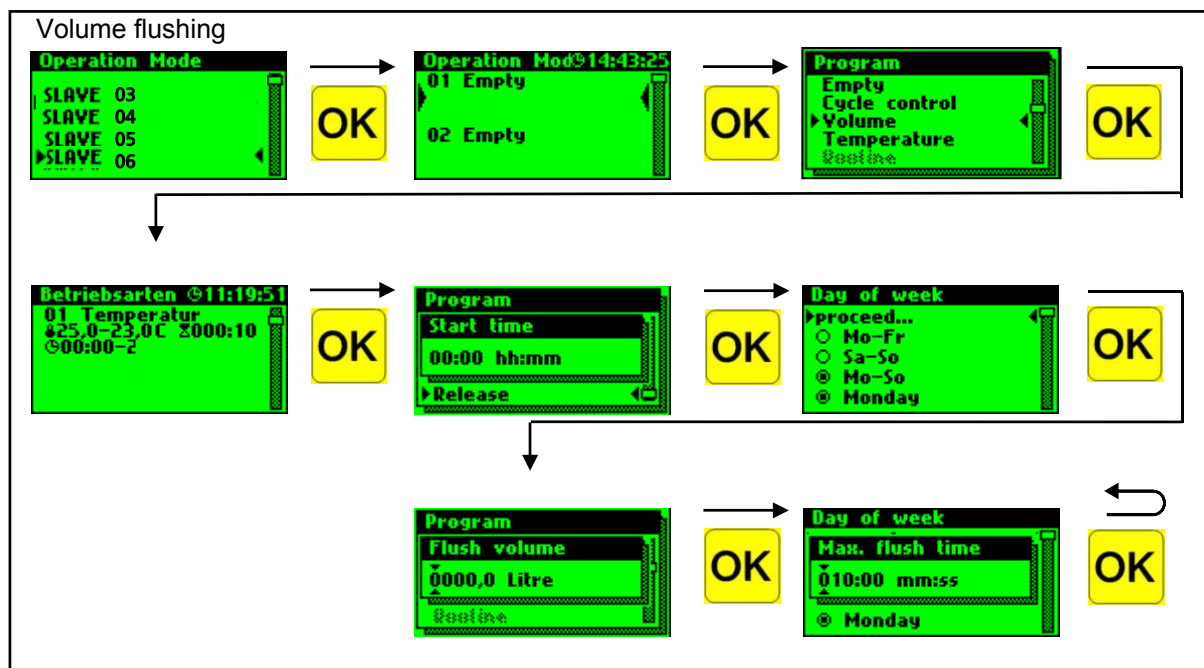 Volume flushing
Operation Mode
SLAVE 03
SLAVE 04
SLAVE 05
SLAVE 06
OK
Operation Mod 14:43:25
01 Empty
02 Empty
OK
Program
Empty
Cycle control
Volume
Temperature
OK
Betriebsarten 11:19:51
01 Temperatur
25,0-23,0C 000:10
00:00-2
OK
Program
Start time
00:00 hh:mm
Release
OK
Day of week
proceed...
Mo-Fr
Sa-So
Mo-So
Monday
OK
Program
Flush volume
0000,0 Litre
OK
Day of week
Max. flush time
010:00 mm:ss
Monday
OK